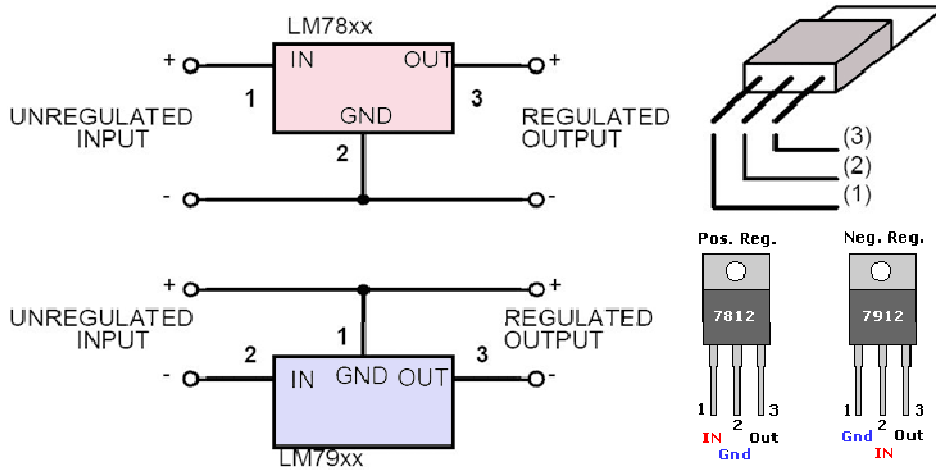 LM78xx
+ IN OUT +
1 3
UNREGULATED INPUT
GND
REGULATED OUTPUT
2
- -
(3)
(2)
(1)
+ +
UNREGULATED INPUT
REGULATED OUTPUT
2 1 3
- IN GND OUT -
LM79xx
Pos. Reg.
7812
1 2 3
IN Out
Gnd
Neg. Reg.
7912
1 2 3
Gnd Out
IN